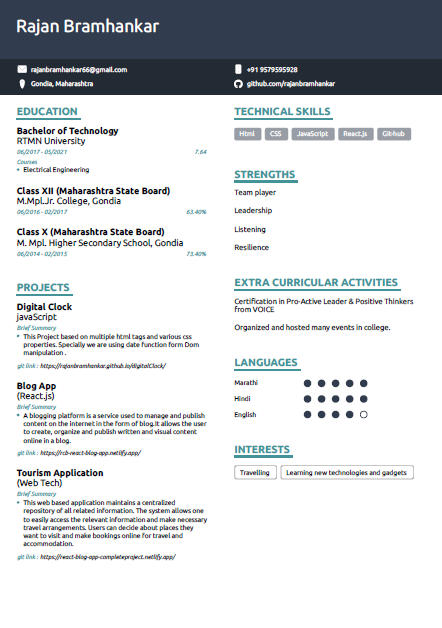 Rajan Bramhankar
rajanbramhankar66@gmail.com
+91 9579595928
Gondia, Maharashtra
github.com/rajanbramhankar
EDUCATION
Bachelor of Technology
RTMN University
06/2017 - 05/2021
7.64
Courses
Electrical Engineering
Class XII (Maharashtra State Board)
M.Pl.Jr. College, Gondia
06/2016 - 02/2017
63.40%
Class X (Maharashtra State Board)
M. Mpl. Higher Secondary School, Gondia
06/2014 - 02/2015
73.40%
PROJECTS
Digital Clock
javaScript
Brief Summary
This Project based on multiple html tags and various css
properties. Specially we are using date function form Dom
manipulation .
git link : https://rajanbramhankar.github.io/digitalClock/
Blog App
(React.js)
Brief Summary
A blogging platform is a service used to manage and publish
content on the internet in the form of blog.It allows the user
to create, organize and publish written and visual content
online in a blog.
git link : https://rcb-react-blog-app.netlify.app/
Tourism Application
(Web Tech)
Brief Summary
This web based application maintains a centralized
repository of all related information. The system allows one
to easily access the relevant information and make necessary
travel arrangements. Users can decide about places they
want to visit and make bookings online for travel and
accommodation.
git link : https://react-blog-app-completeproject.netlify.app/
TECHNICAL SKILLS
Html CSS JavaScript React.js Git-hub
STRENGTHS
Team player
Leadership
Listening
Resilience
EXTRA CURRICULAR ACTIVITIES
Certification in Pro-Active Leader & Positive Thinkers
from VOICE
Organized and hosted many events in college.
LANGUAGES
Marathi
Hindi
English
INTERESTS
Travelling Learning new technologies and gadgets